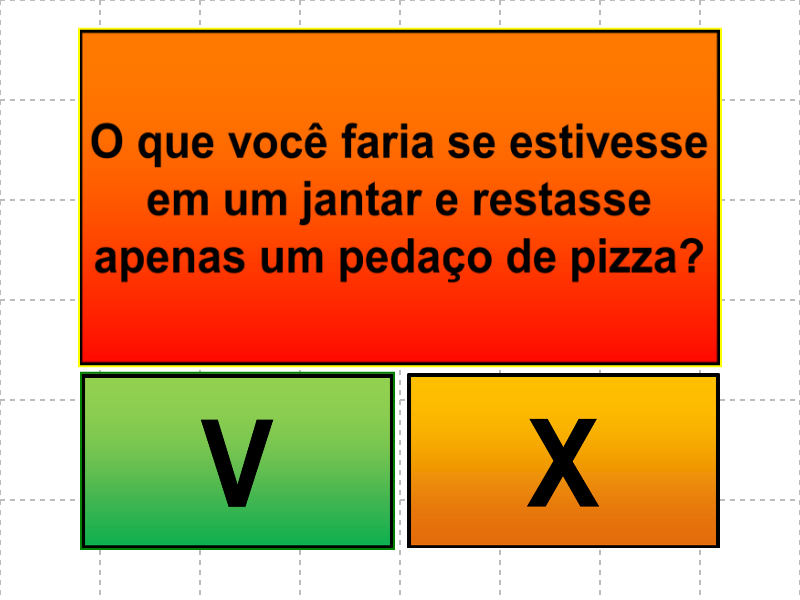 O que você faria se estivesse
em um jantar e restasse
apenas um pedaço de pizza?
V
X